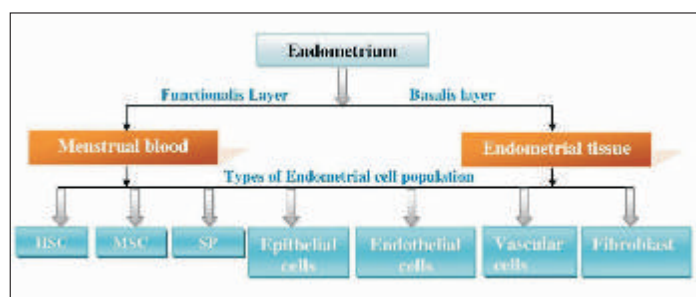 Endometrium
Functionalis Layer
Basalis layer
Menstrual blood
Endometrial tissue
Types of Endometrial cell population
HSC
MSC
SP
Epithelial
cells
Endothelial
cells
Vascular
cells
Fibroblast